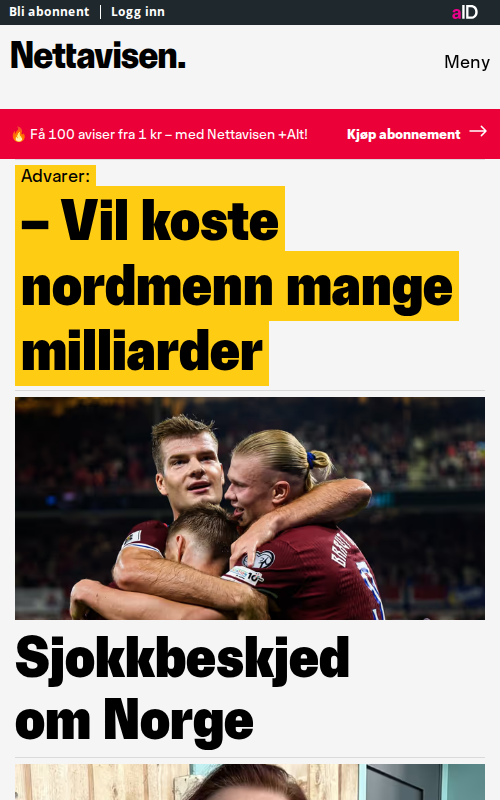 Bli abonnent
Logg inn
aID
Nettavisen.
Meny
🔥 Få 100 aviser fra 1 kr – med Nettavisen +Alt!
Kjøp abonnement →
Advarer:
– Vil koste
nordmenn mange
milliarder
Sjokkbeskjed
om Norge